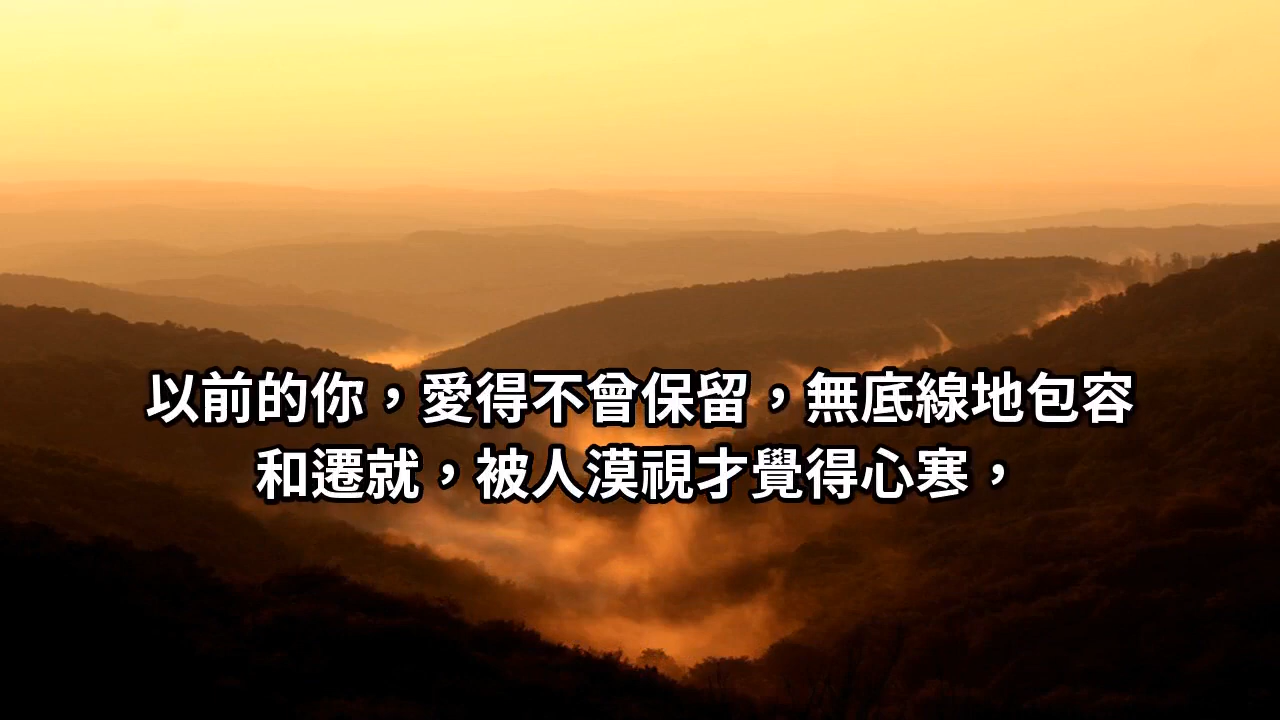 以前的你，愛得不曾保留，無底線地包容
和遷就，被人漠視才覺得心寒，